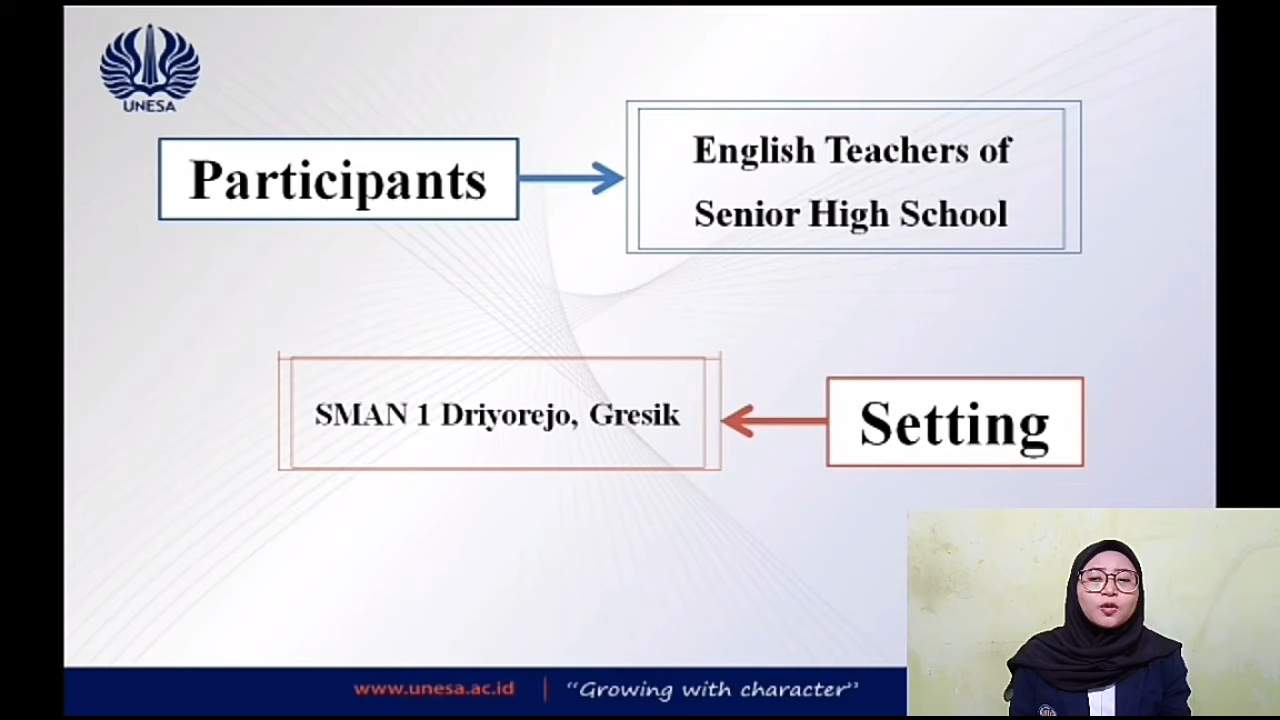 UNESA
Participants
English Teachers of
Senior High School
SMAN 1 Driyorejo, Gresik
Setting
www.unesa.ac.id | “Growing with character”